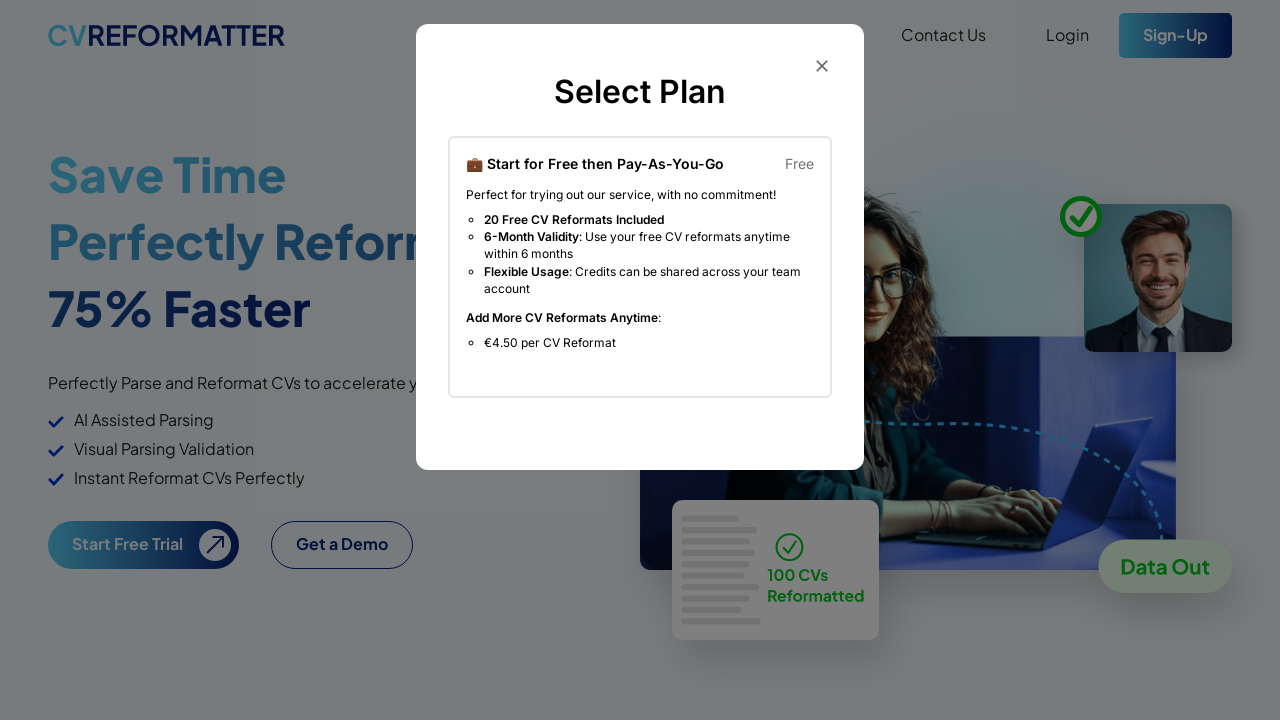 CVREFORMATTER
Contact Us
Login
Sign-Up
Save Time
Perfectly Reform
75% Faster
Perfectly Parse and Reformat CVs to accelerate y
AI Assisted Parsing
Visual Parsing Validation
Instant Reformat CVs Perfectly
Start Free Trial
Get a Demo
Select Plan
💼 Start for Free then Pay-As-You-Go
Free
Perfect for trying out our service, with no commitment!
20 Free CV Reformats Included
6-Month Validity: Use your free CV reformats anytime
within 6 months
Flexible Usage: Credits can be shared across your team
account
Add More CV Reformats Anytime:
€4.50 per CV Reformat
100 CVs
Reformatted
Data Out